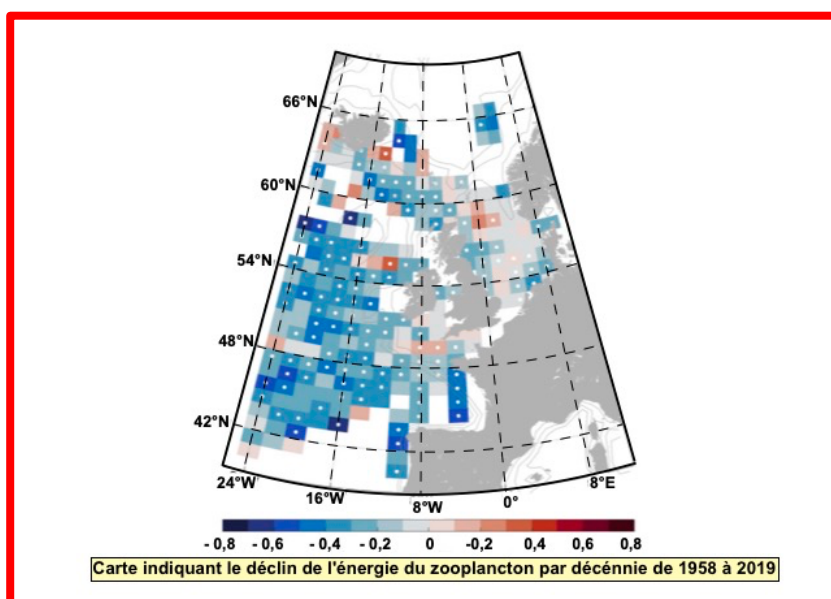 66°N
60°N
54°N
48°N
42°N
24°W 16°W 8°W 0° 8°E
- 0,8 - 0,6 - 0,4 - 0,2 0 -0,2 0,4 0,6 0,8
Carte indiquant le déclin de l'énergie du zooplancton par décénnie de 1958 à 2019